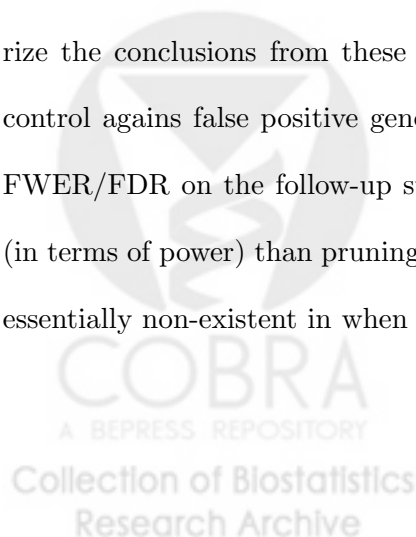 rize the conclusions from these
control agains false positive gene
FWER/FDR on the follow-up s
(in terms of power) than pruning
essentially non-existent in when
COBRA
A BEPRESS REPOSITORY
Collection of Biostatistics
Research Archive